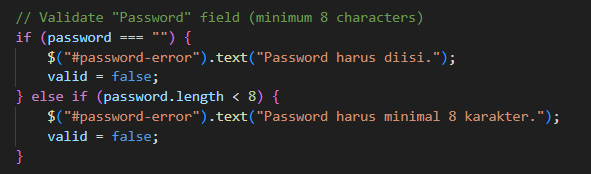 // Validate "Password" field (minimum 8 characters)
if (password === "") {
    $("#password-error").text("Password harus diisi.");
    valid = false;
} else if (password.length < 8) {
    $("#password-error").text("Password harus minimal 8 karakter.");
    valid = false;
}